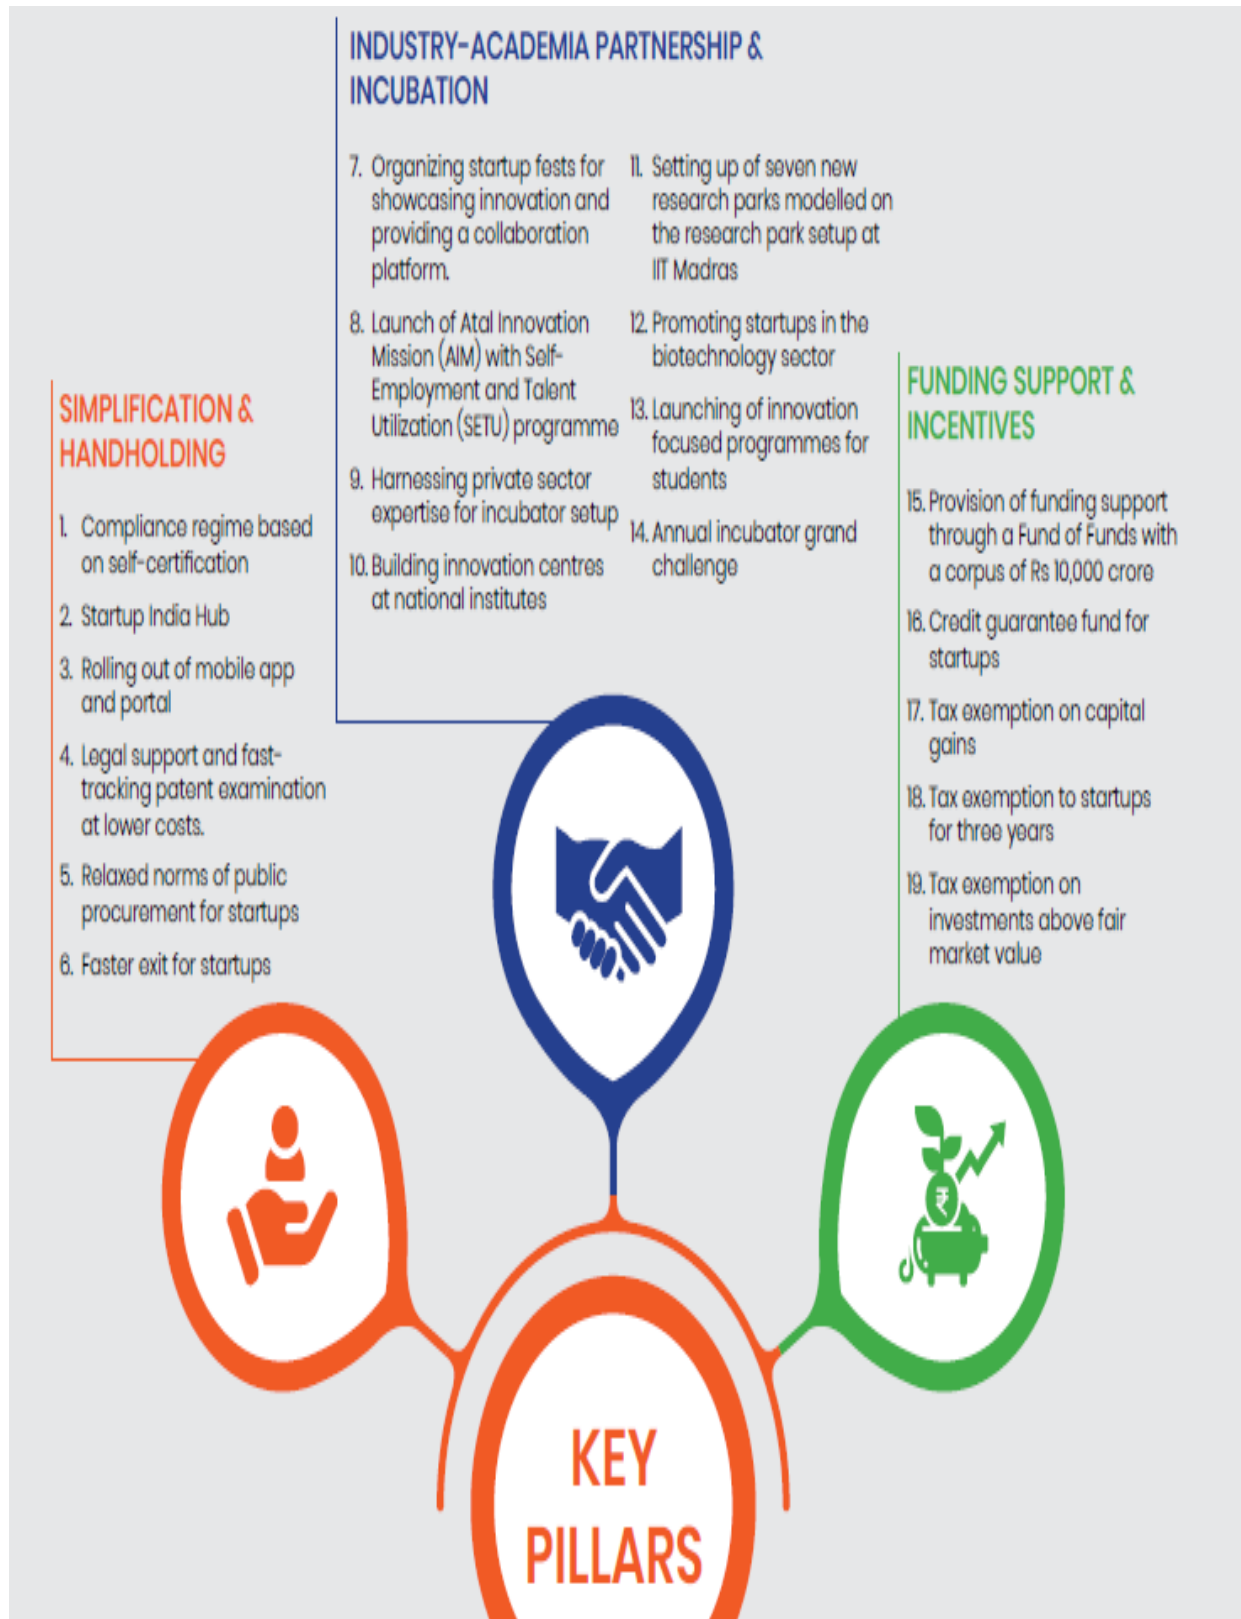 INDUSTRY-ACADEMIA PARTNERSHIP &
INCUBATION
7. Organizing startup fests for
showcasing innovation and
providing a collaboration
platform.
8. Launch of Atal Innovation
Mission (AIM) with Self-
Employment and Talent
Utilization (SETU) programme
9. Harnessing private sector
expertise for incubator setup
10. Building innovation centres
at national institutes
11. Setting up of seven new
research parks modelled on
the research park setup at
IIT Madras
12. Promoting startups in the
biotechnology sector
13. Launching of innovation
focused programmes for
students
14. Annual incubator grand
challenge
SIMPLIFICATION &
HANDHOLDING
1. Compliance regime based
on self-certification
2. Startup India Hub
3. Rolling out of mobile app
and portal
4. Legal support and fast-
tracking patent examination
at lower costs.
5. Relaxed norms of public
procurement for startups
6. Faster exit for startups
FUNDING SUPPORT &
INCENTIVES
15. Provision of funding support
through a Fund of Funds with
a corpus of Rs 10,000 crore
16. Credit guarantee fund for
startups
17. Tax exemption on capital
gains
18. Tax exemption to startups
for three years
19. Tax exemption on
investments above fair
market value
₹
KEY
PILLARS